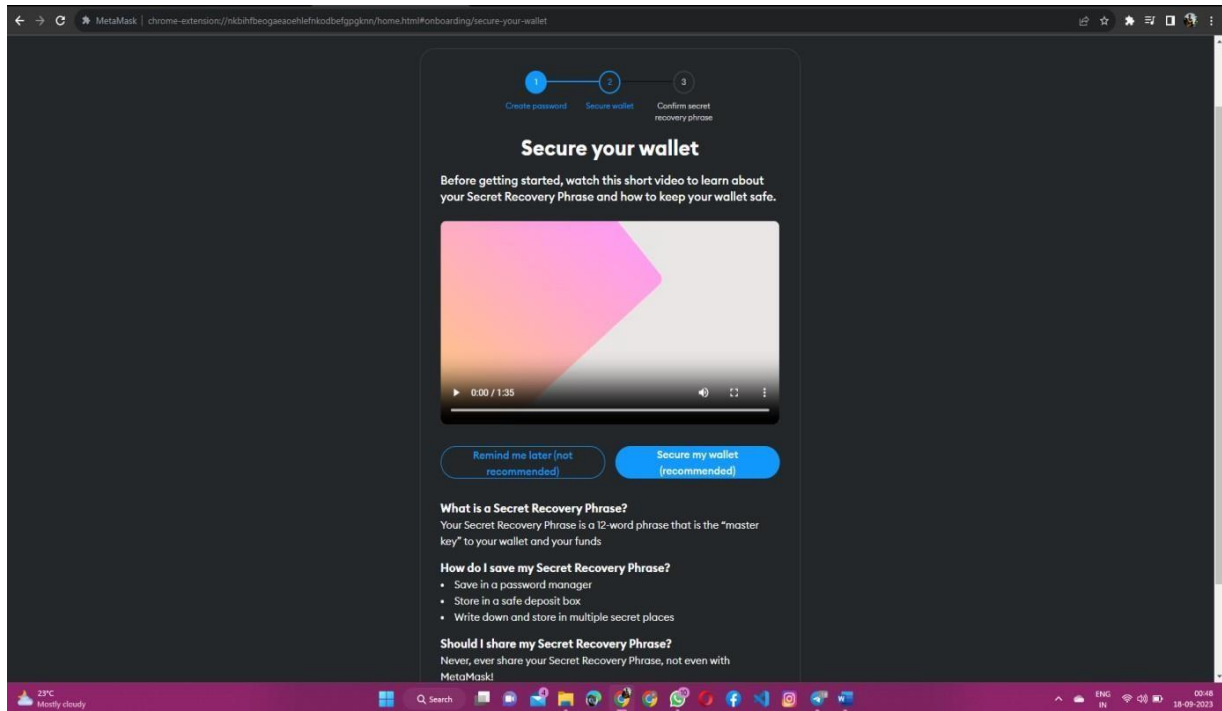 MetaMask | chrome-extension://nkbihfbeogaeaoehlefnkodbefgpgknn/home.html#onboarding/secure-your-wallet
1
2
3
Create password
Secure wallet
Confirm secret
recovery phrase
Secure your wallet
Before getting started, watch this short video to learn about
your Secret Recovery Phrase and how to keep your wallet safe.
0:00 / 1:35
Remind me later (not
recommended)
Secure my wallet
(recommended)
What is a Secret Recovery Phrase?
Your Secret Recovery Phrase is a 12-word phrase that is the “master
key” to your wallet and your funds
How do I save my Secret Recovery Phrase?
• Save in a password manager
• Store in a safe deposit box
• Write down and store in multiple secret places
Should I share my Secret Recovery Phrase?
Never, ever share your Secret Recovery Phrase, not even with
MetaMask!
23°C
Mostly cloudy
Search
ENG
IN
00:48
18-09-2023